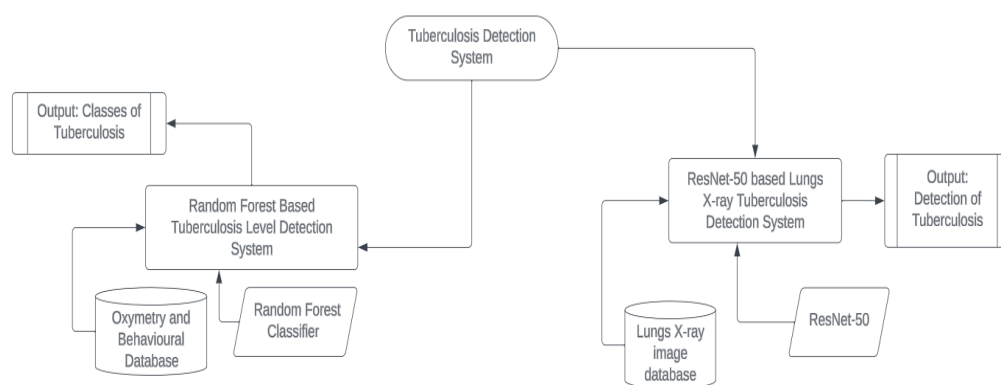 Tuberculosis Detection
System
Output: Classes of
Tuberculosis
Random Forest Based
Tuberculosis Level Detection
System
Oxymetry and
Behavioural
Database
Random Forest
Classifier
ResNet-50 based Lungs
X-ray Tuberculosis
Detection System
Output:
Detection of
Tuberculosis
Lungs X-ray
image
database
ResNet-50